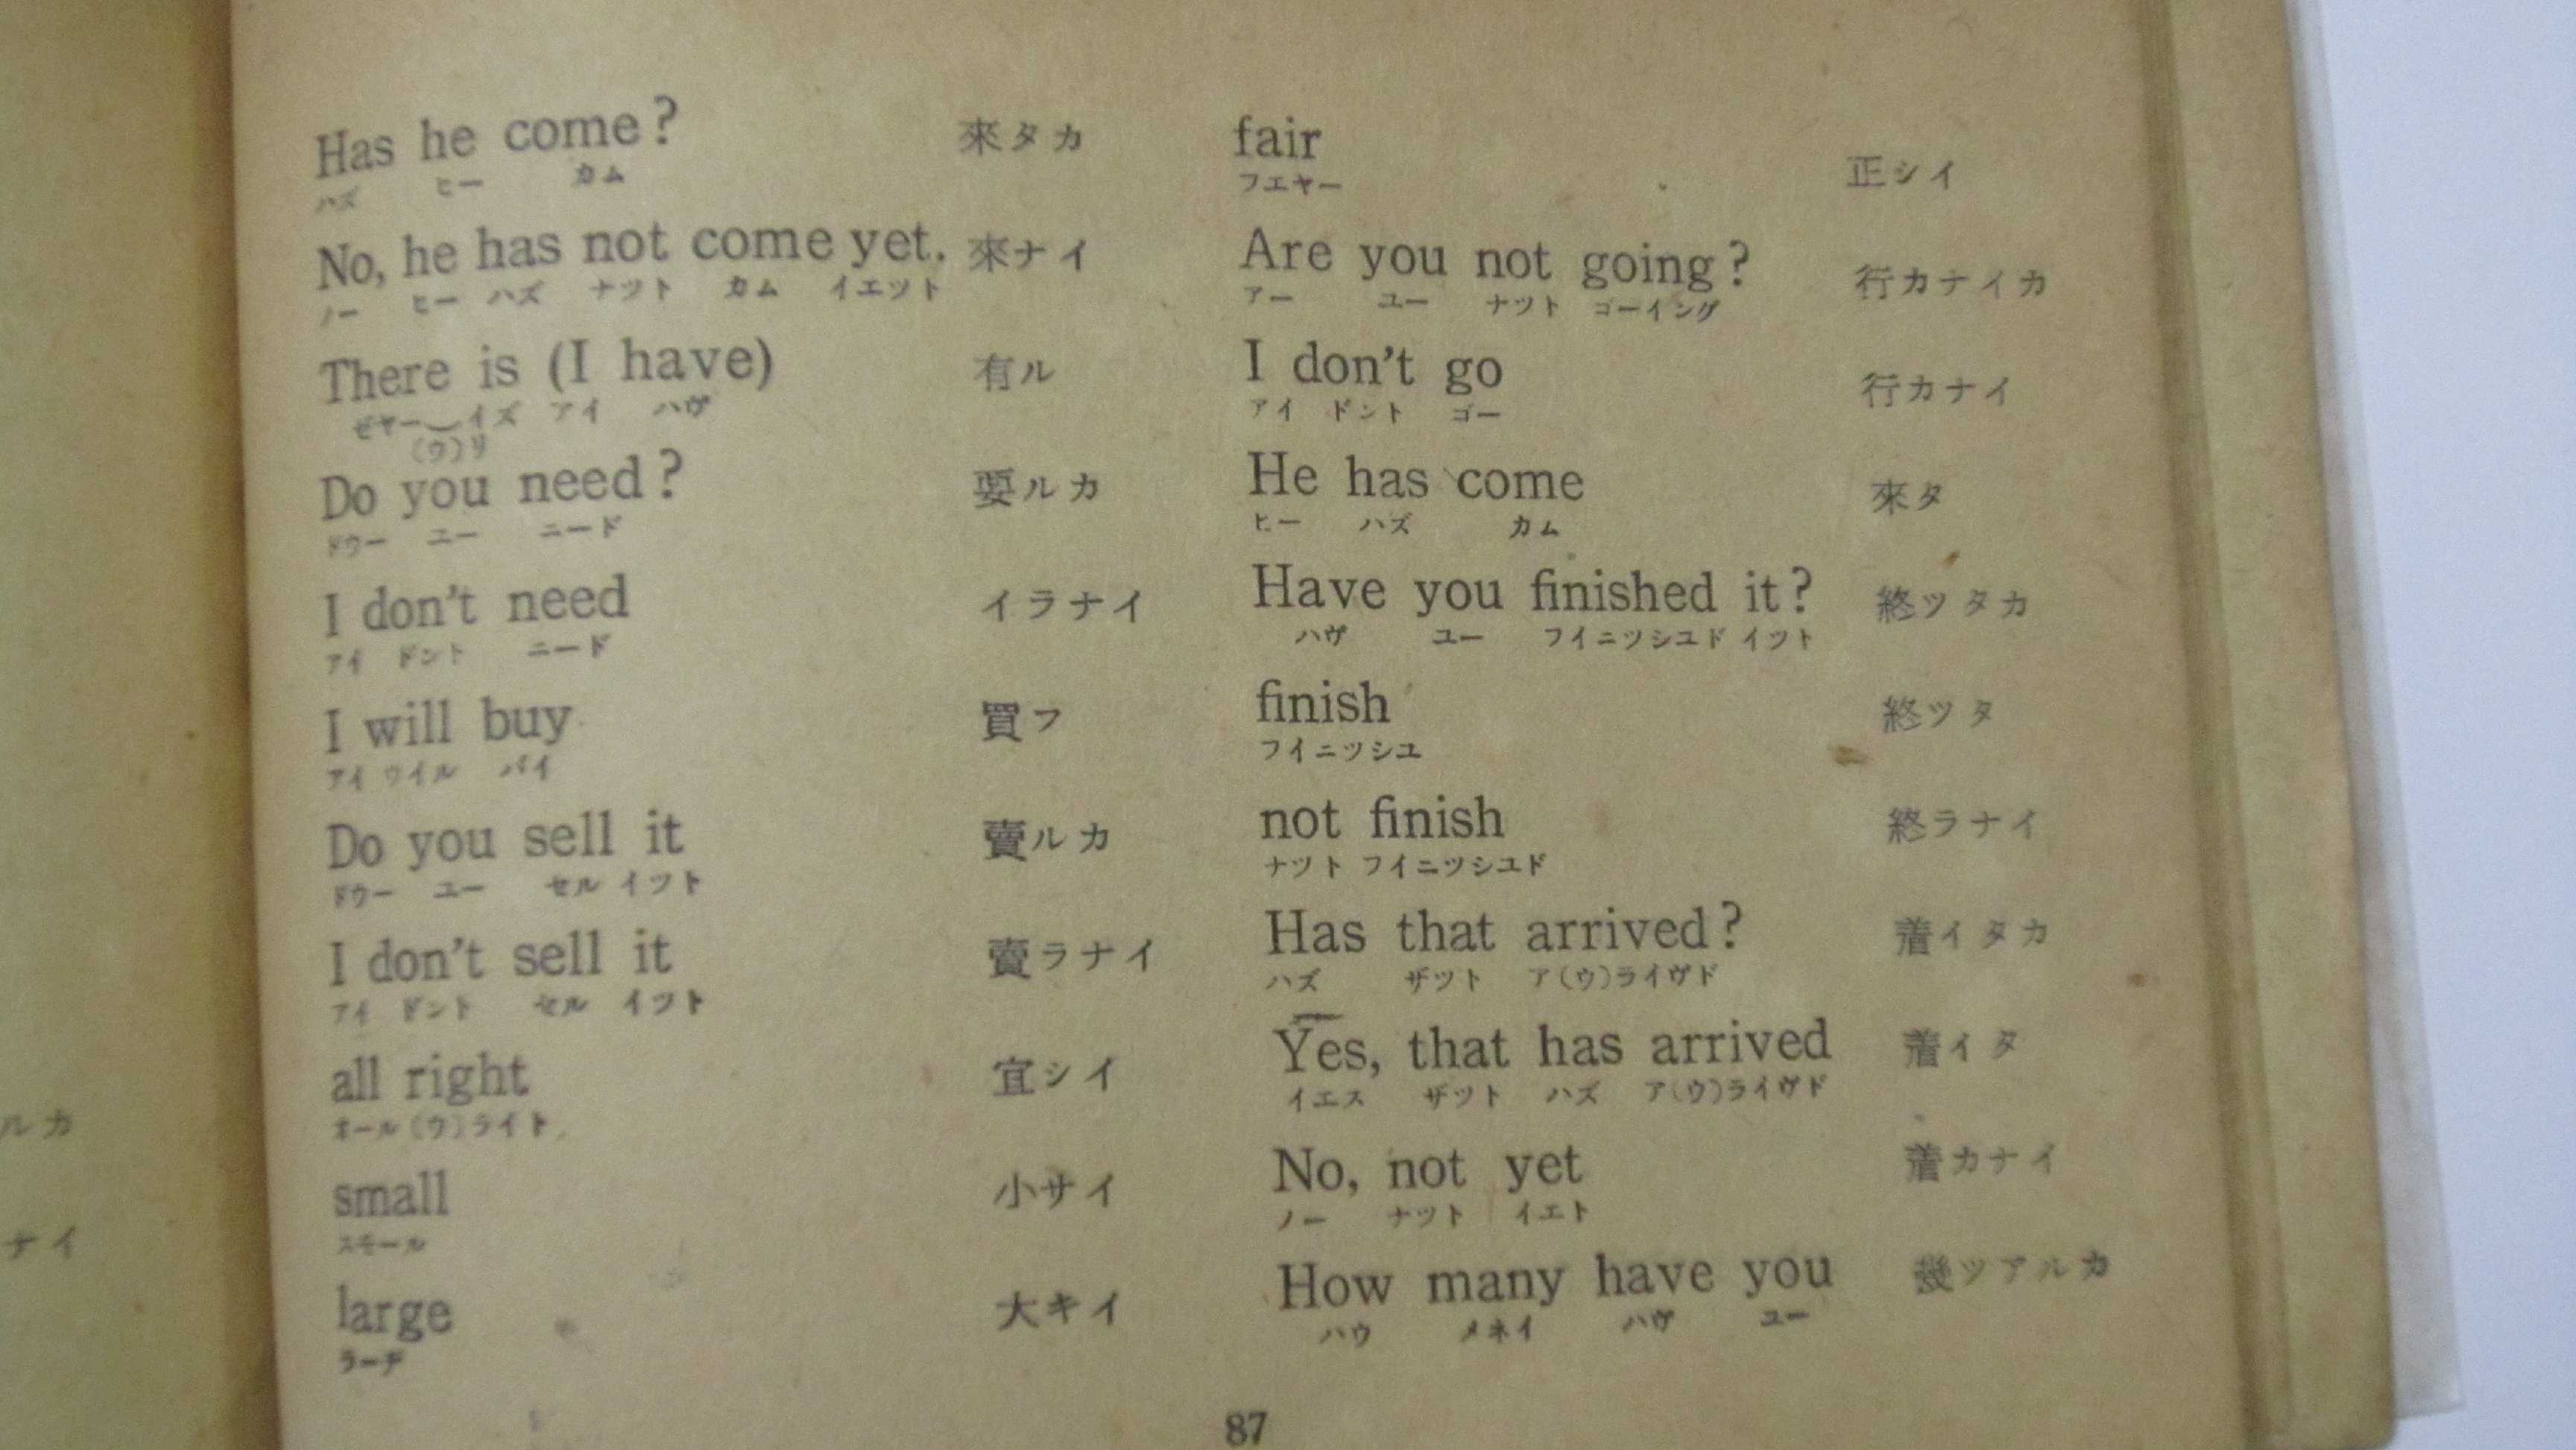 ルカ
ナイ
Has he come? 來タカ
ハズ ヒー カム
No, he has not come yet. 來ナイ
ノー ヒー ハズ ナツト カム イエツト
There is (I have) 有ル
ゼヤー イズ アイ ハヴ
(ウ)リ
Do you need? 要ルカ
ドウー ユー ニード
I don't need イラナイ
アイ ドント ニード
I will buy 買フ
アイ ウイル バイ
Do you sell it 賣ルカ
ドウー ユー セル イツト
I don't sell it 賣ラナイ
アイ ドント セル イツト
all right 宜シイ
オール(ウ)ライト
small 小サイ
スモール
large 大キイ
ラーヂ
fair 正シイ
フエヤー
Are you not going? 行カナイカ
アー ユー ナツト ゴーイング
I don't go 行カナイ
アイ ドント ゴー
He has come 來タ
ヒー ハズ カム
Have you finished it? 終ツタカ
ハヴ ユー フイニツシユド イツト
finish 終ツタ
フイニツシユ
not finish 終ラナイ
ナツト フイニツシユド
Has that arrived? 着イタカ
ハズ ザツト ア(ウ)ライヴド
Yes, that has arrived 着イタ
イエス ザツト ハズ ア(ウ)ライヴド
No, not yet 着カナイ
ノー ナツト イエト
How many have you 幾ツアルカ
ハウ メネイ ハヴ ユー
87